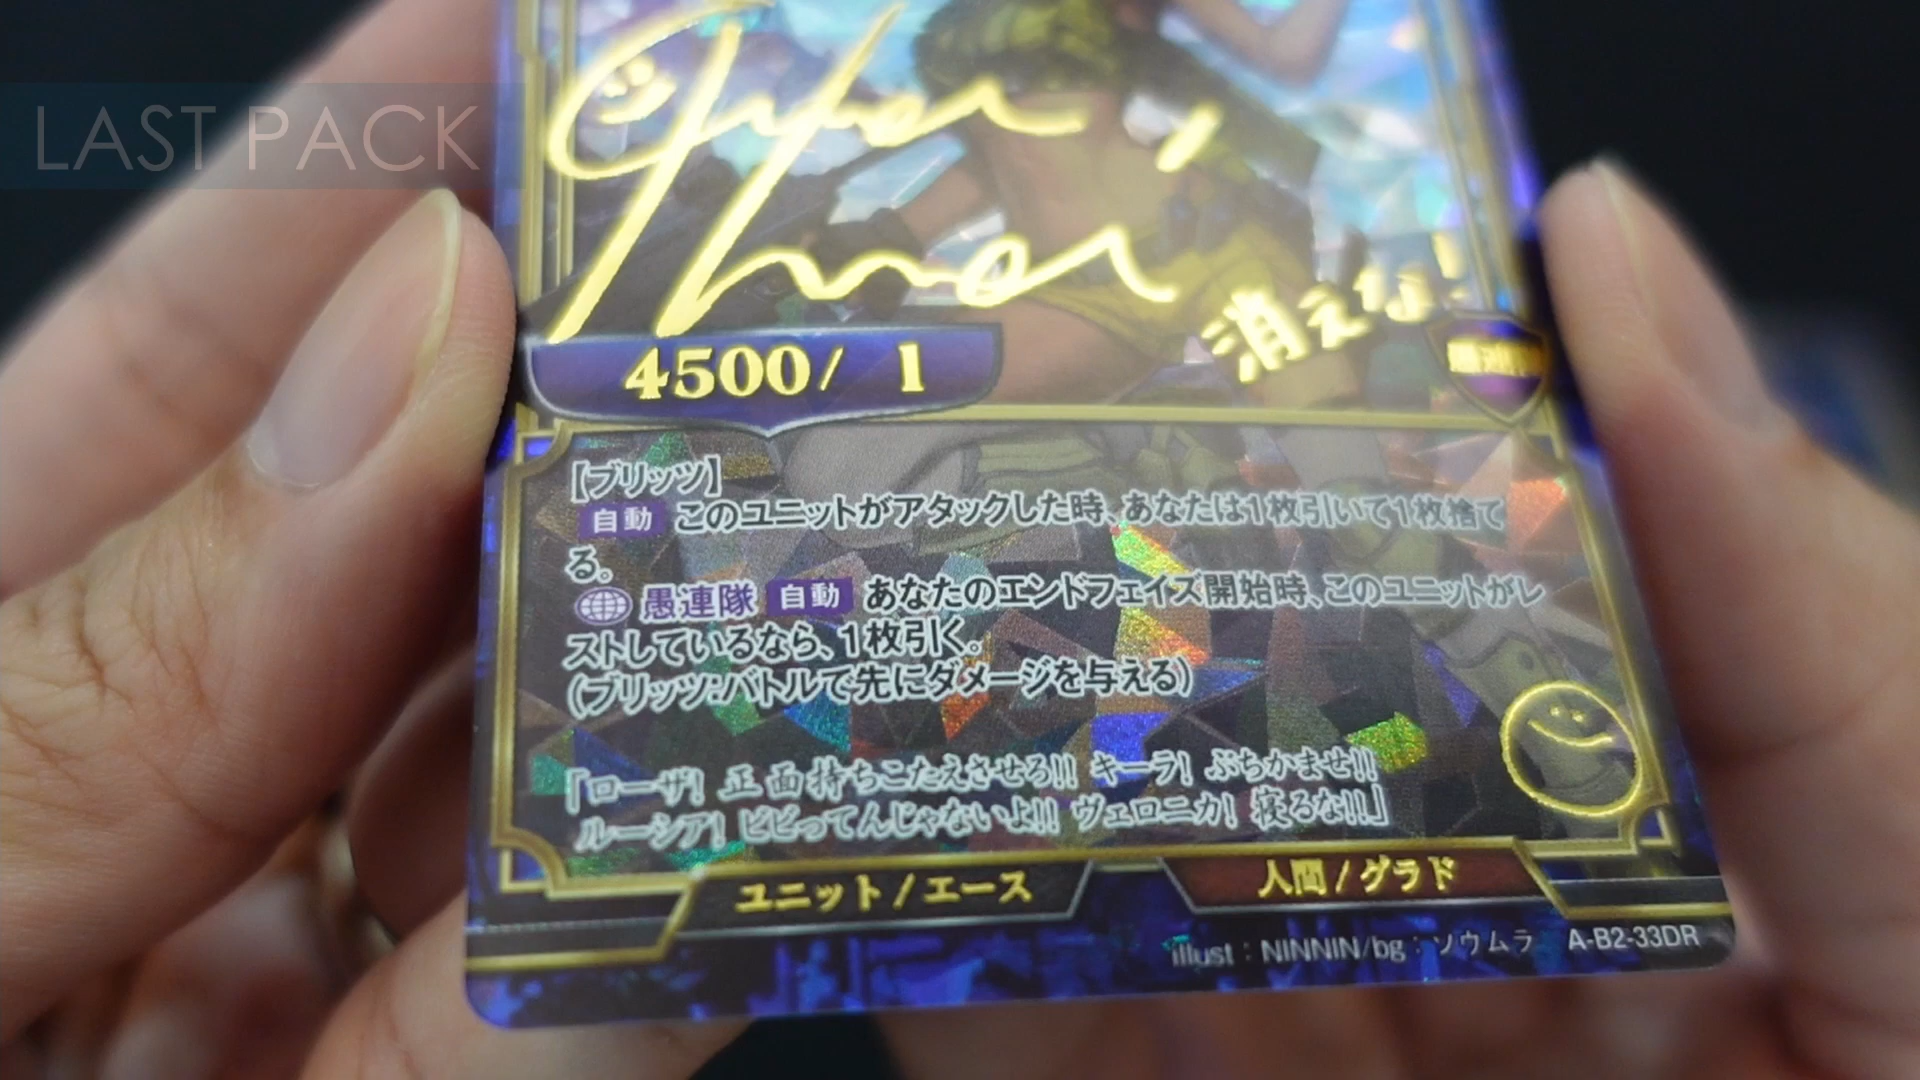 LAST PACK
消えな!
4500/ 1
【ブリッツ】
自動 このユニットがアタックした時、あなたは1枚引いて1枚捨て
る。
愚連隊 自動 あなたのエンドフェイズ開始時、このユニットがレ
ストしているなら、1枚引く。
(ブリッツ:バトルで先にダメージを与える)
「ローザ! 正面持ちこたえさせろ!! キーラ! ぶちかませ!!
ルーシア! ビビってんじゃないよ!! ヴェロニカ! 寝るな!!」
ユニット / エース
人間 / グラド
illust : NINNIN/bg : ソウムラ A-B2-33DR